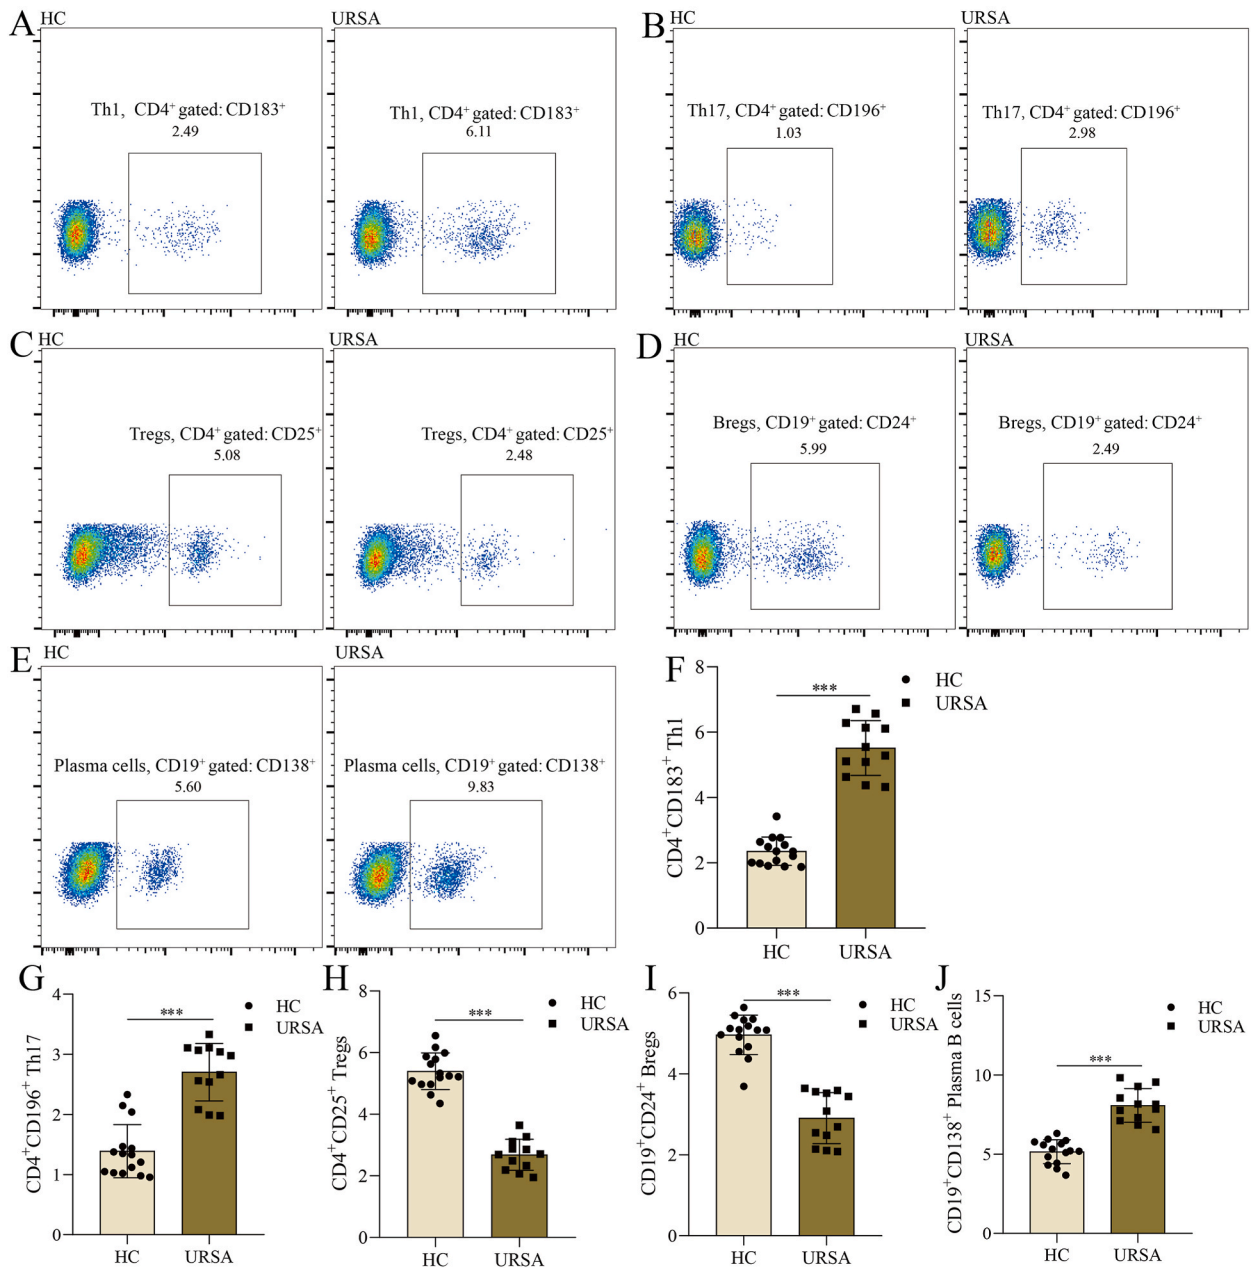 A
HC
URSA
Th1, CD4+ gated: CD183+
2.49
Th1, CD4+ gated: CD183+
6.11
B
HC
URSA
Th17, CD4+ gated: CD196+
1.03
Th17, CD4+ gated: CD196+
2.98
C
HC
URSA
Tregs, CD4+ gated: CD25+
5.08
Tregs, CD4+ gated: CD25+
2.48
D
HC
URSA
Bregs, CD19+ gated: CD24+
5.99
Bregs, CD19+ gated: CD24+
2.49
E
HC
URSA
Plasma cells, CD19+ gated: CD138+
5.60
Plasma cells, CD19+ gated: CD138+
9.83
F
CD4+CD183+ Th1
8
6
4
2
0
***
HC
URSA
HC
URSA
G
CD4+CD196+ Th17
4
3
2
1
0
***
HC
URSA
HC
URSA
H
CD4+CD25+ Tregs
8
6
4
2
0
***
HC
URSA
HC
URSA
I
CD19+CD24+ Bregs
6
4
2
0
***
HC
URSA
HC
URSA
J
CD19+CD138+ Plasma B cells
15
10
5
0
***
HC
URSA
HC
URSA